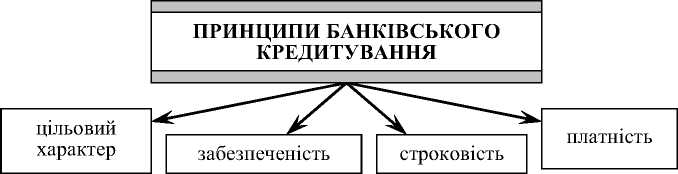 ПРИНЦИПИ БАНКІВСЬКОГО
КРЕДИТУВАННЯ
цільовий
характер
забезпеченість
строковість
платність